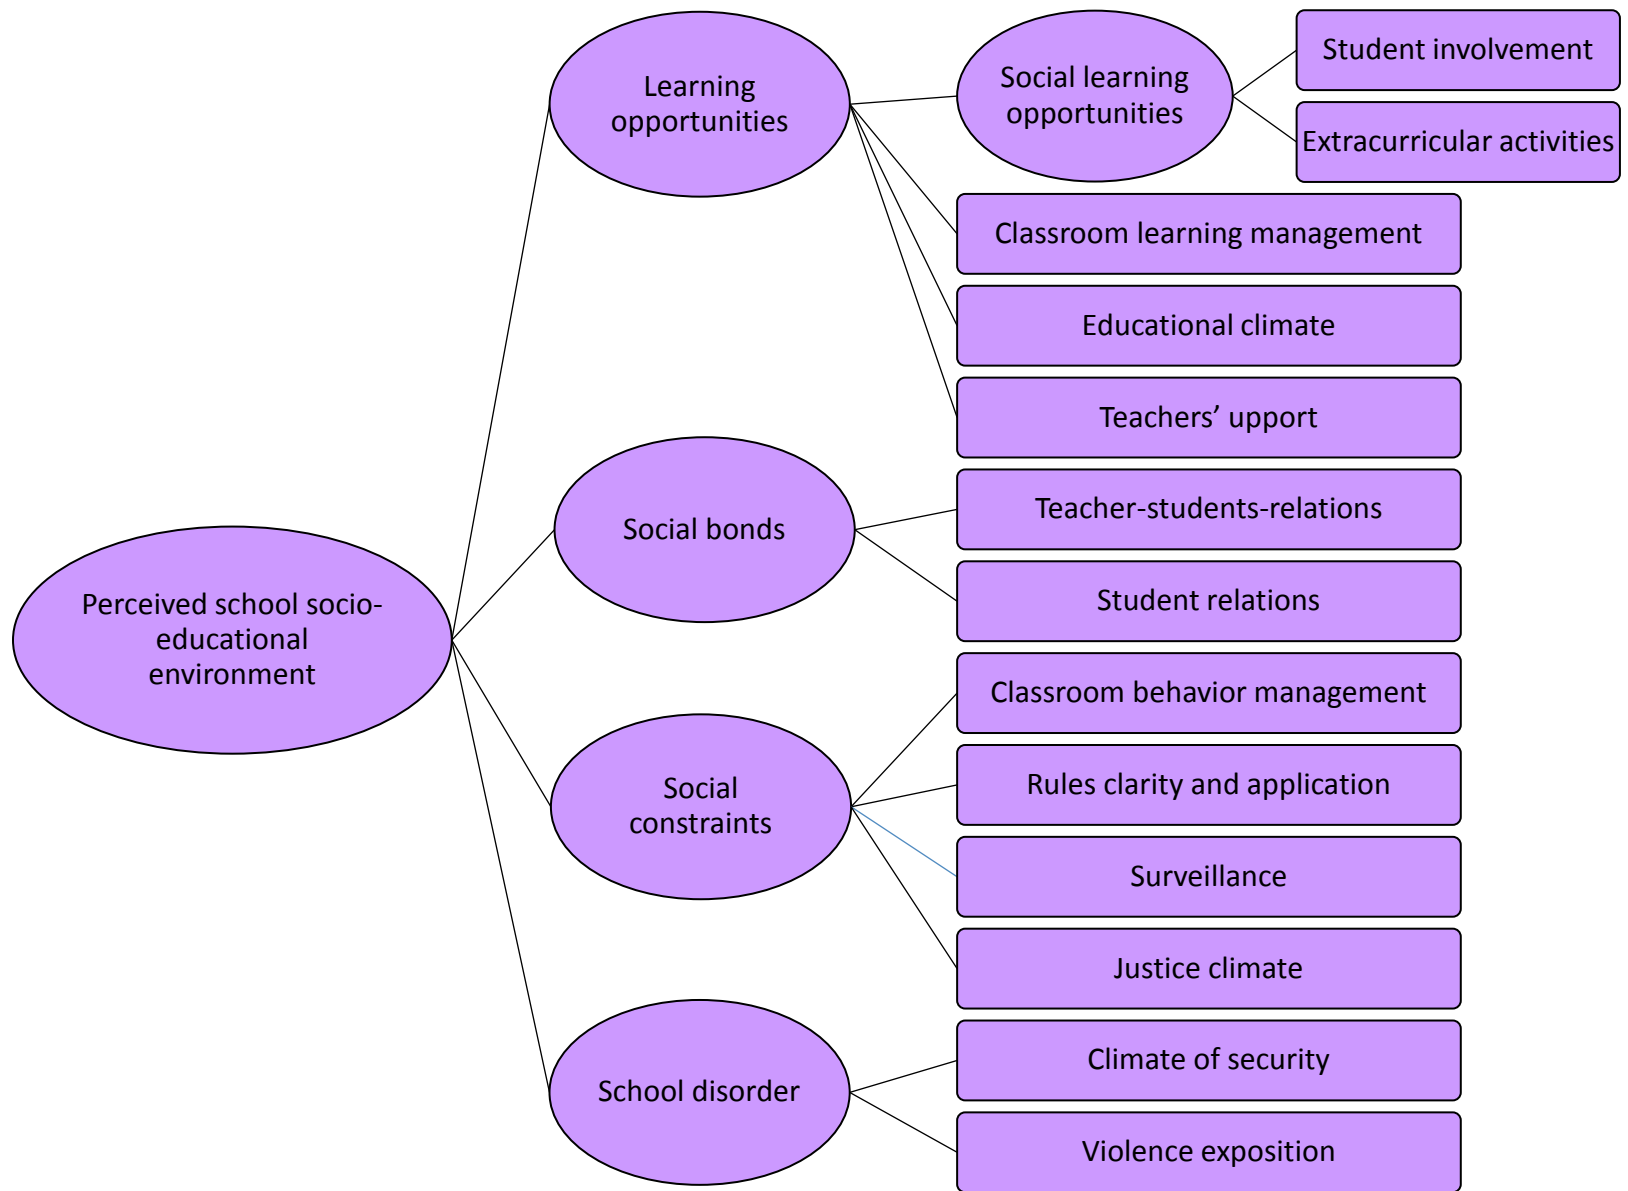 Perceived school socio-
educational
environment
Learning
opportunities
Social learning
opportunities
Student involvement
Extracurricular activities
Classroom learning management
Educational climate
Teachers’ upport
Social bonds
Teacher-students-relations
Student relations
Social
constraints
Classroom behavior management
Rules clarity and application
Surveillance
Justice climate
School disorder
Climate of security
Violence exposition